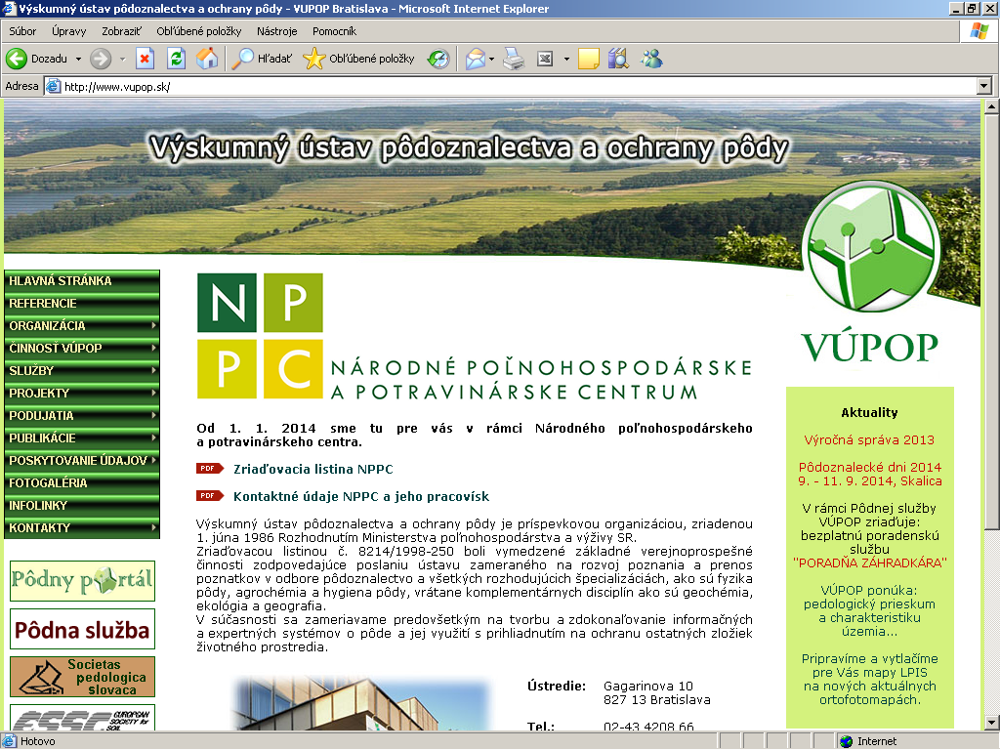 Výskumný ústav pôdoznalectva a ochrany pôdy - VUPOP Bratislava - Microsoft Internet Explorer
Súbor Úpravy Zobraziť Obľúbené položky Nástroje Pomocník
Dozadu Hľadať Obľúbené položky
Adresa http://www.vupop.sk/
Výskumný ústav pôdoznalectva a ochrany pôdy
VÚPOP
HLAVNÁ STRÁNKA
REFERENCIE
ORGANIZÁCIA
ČINNOSŤ VÚPOP
SLUŽBY
PROJEKTY
PODUJATIA
PUBLIKÁCIE
POSKYTOVANIE ÚDAJOV
FOTOGALÉRIA
INFOLINKY
KONTAKTY
Pôdny portál
Pôdna služba
Societas
pedologica
slovaca
ESSC EUROPEAN
SOCIETY for
SOIL
N P
P C
NÁRODNÉ POĽNOHOSPODÁRSKE
A POTRAVINÁRSKE CENTRUM
Od 1. 1. 2014 sme tu pre vás v rámci Národného poľnohospodárskeho
a potravinárskeho centra.
PDF Zriaďovacia listina NPPC
PDF Kontaktné údaje NPPC a jeho pracovísk
Výskumný ústav pôdoznalectva a ochrany pôdy je príspevkovou organizáciou, zriadenou
1. júna 1986 Rozhodnutím Ministerstva poľnohospodárstva a výživy SR.
Zriaďovacou listinou č. 8214/1998-250 boli vymedzené základné verejnoprospešné
činnosti zodpovedajúce poslaniu ústavu zameraného na rozvoj poznania a prenos
poznatkov v odbore pôdoznalectvo a všetkých rozhodujúcich špecializáciách, ako sú fyzika
pôdy, agrochémia a hygiena pôdy, vrátane komplementárnych disciplín ako sú geochémia,
ekológia a geografia.
V súčasnosti sa zameriavame predovšetkým na tvorbu a zdokonaľovanie informačných
a expertných systémov o pôde a jej využití s prihliadnutím na ochranu ostatných zložiek
životného prostredia.
Ústredie: Gagarinova 10
827 13 Bratislava
Tel.: 02-43 4208 66
Aktuality
Výročná správa 2013
Pôdoznalecké dni 2014
9. - 11. 9. 2014, Skalica
V rámci Pôdnej služby
VÚPOP zriaďuje:
bezplatnú poradenskú
službu
"PORADŇA ZÁHRADKÁRA"
VÚPOP ponúka:
pedologický prieskum
a charakteristiku
územia...
Pripravíme a vytlačíme
pre Vás mapy LPIS
na nových aktuálnych
ortofotomapách.
Hotovo Internet